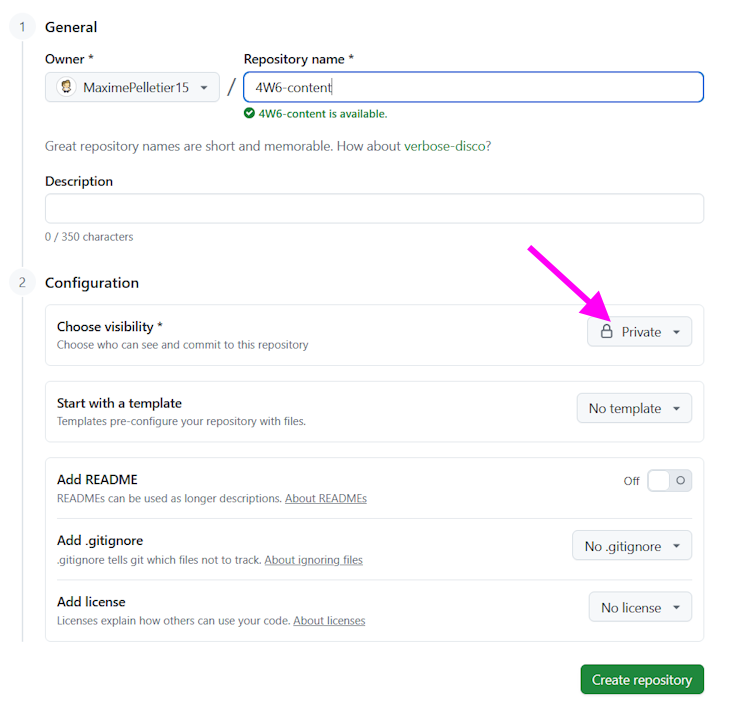 1 General
Owner * Repository name *
MaximePelletier15 / 4W6-content
4W6-content is available.
Great repository names are short and memorable. How about verbose-disco?
Description
0 / 350 characters
2 Configuration
Choose visibility *
Choose who can see and commit to this repository
Private
Start with a template
Templates pre-configure your repository with files.
No template
Add README
READMEs can be used as longer descriptions. About READMEs
Off
Add .gitignore
.gitignore tells git which files not to track. About ignoring files
No .gitignore
Add license
Licenses explain how others can use your code. About licenses
No license
Create repository